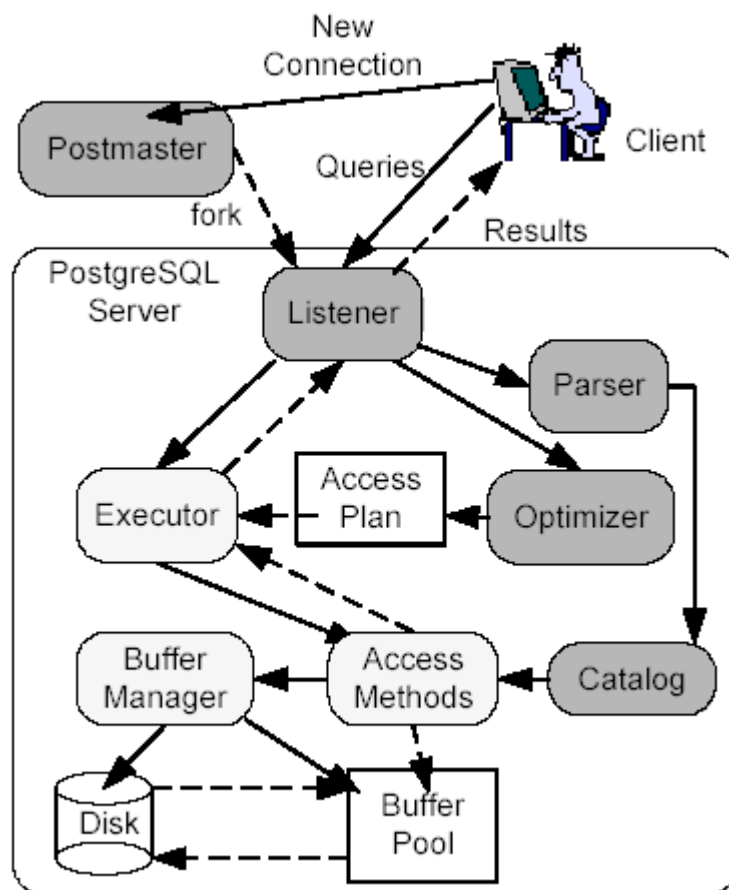 New
Connection
Postmaster
Client
Queries
fork
Results
PostgreSQL
Server
Listener
Parser
Access
Plan
Executor
Optimizer
Buffer
Manager
Access
Methods
Catalog
Disk
Buffer
Pool